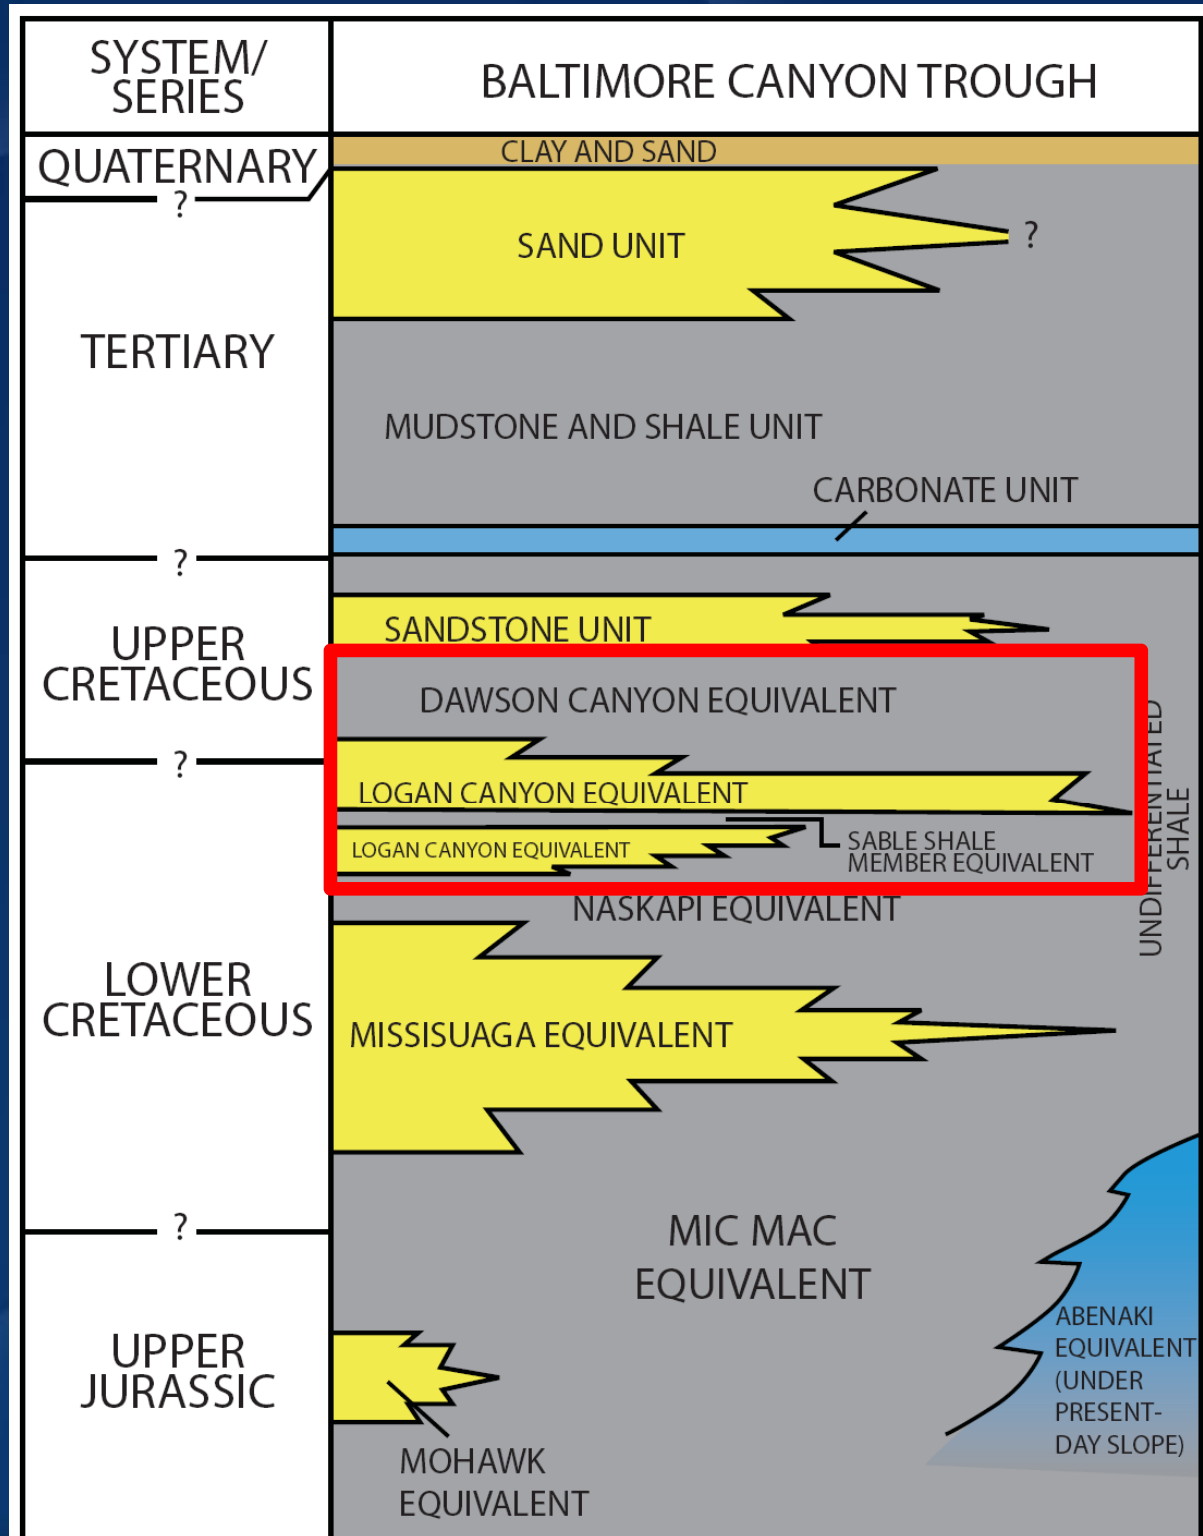 SYSTEM/
SERIES
BALTIMORE CANYON TROUGH
QUATERNARY
CLAY AND SAND
?
SAND UNIT
?
TERTIARY
MUDSTONE AND SHALE UNIT
CARBONATE UNIT
?
UPPER
CRETACEOUS
SANDSTONE UNIT
DAWSON CANYON EQUIVALENT
?
LOGAN CANYON EQUIVALENT
LOGAN CANYON EQUIVALENT
SABLE SHALE
MEMBER EQUIVALENT
UNDIFFERENTIATED
SHALE
NASKAPI EQUIVALENT
LOWER
CRETACEOUS
MISSISUAGA EQUIVALENT
?
MIC MAC
EQUIVALENT
UPPER
JURASSIC
ABENAKI
EQUIVALENT
(UNDER
PRESENT-
DAY SLOPE)
MOHAWK
EQUIVALENT